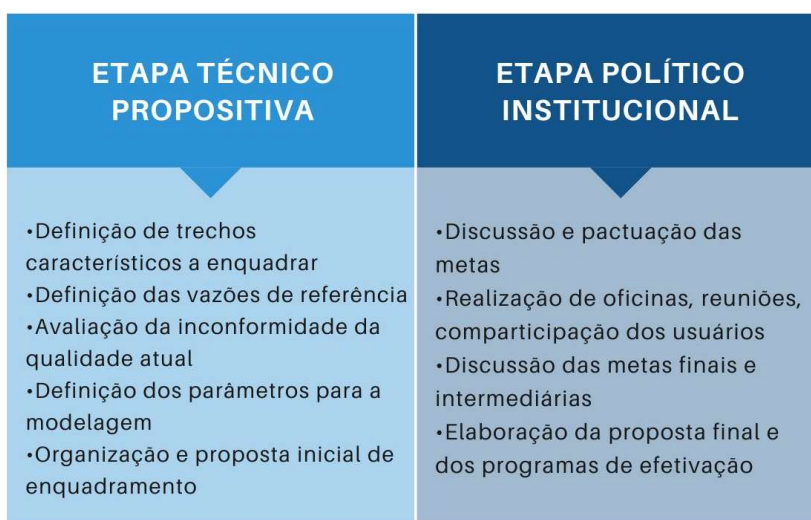 ETAPA TÉCNICO
PROPOSITIVA
•Definição de trechos
característicos a enquadrar
•Definição das vazões de referência
•Avaliação da inconformidade da
qualidade atual
•Definição dos parâmetros para a
modelagem
•Organização e proposta inicial de
enquadramento
ETAPA POLÍTICO
INSTITUCIONAL
•Discussão e pactuação das
metas
•Realização de oficinas, reuniões,
comparticipação dos usuários
•Discussão das metas finais e
intermediárias
•Elaboração da proposta final e
dos programas de efetivação